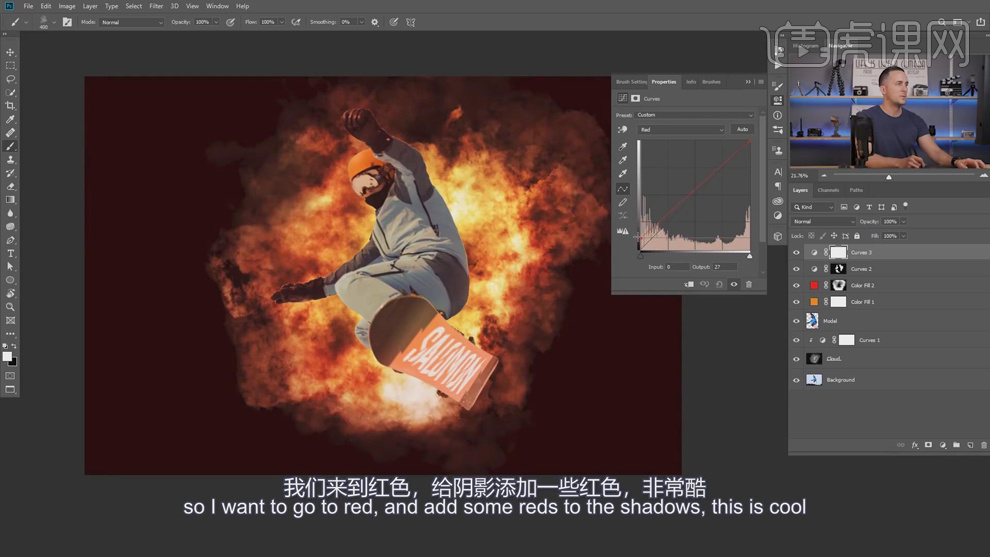 File Edit Image Layer Type Select Filter 3D View Window Help
400 Mode: Normal Opacity: 100% Flow: 100% Smoothing: 0%
虎课网
Histogram Navigator
Brush Settings Properties Info Brushes
Curves
Preset: Custom
Red Auto
21.76%
Layers Channels Paths
Kind
Normal Opacity: 100%
Lock: Fill: 100%
Curves 3
Curves 2
Input: 0 Output: 27
Color Fill 2
Color Fill 1
Model
Curves 1
Cloud..
Background
SALOMON
我们来到红色，给阴影添加一些红色，非常酷
so I want to go to red, and add some reds to the shadows, this is cool